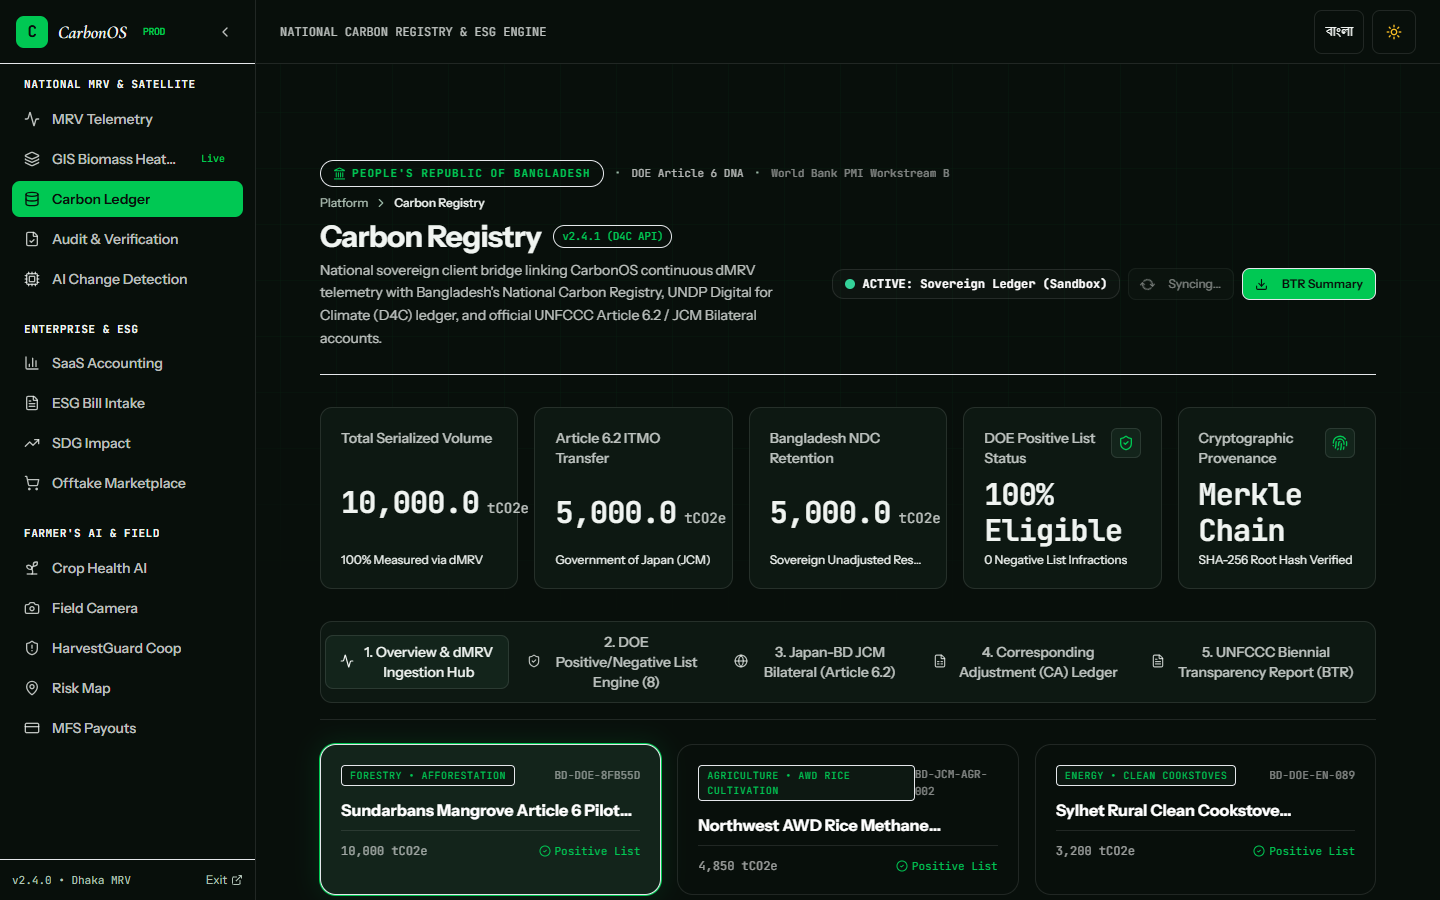 C CarbonOS PROD
NATIONAL CARBON REGISTRY & ESG ENGINE
বাংলা
NATIONAL MRV & SATELLITE
MRV Telemetry
GIS Biomass Heat... Live
Carbon Ledger
Audit & Verification
AI Change Detection
ENTERPRISE & ESG
SaaS Accounting
ESG Bill Intake
SDG Impact
Offtake Marketplace
FARMER'S AI & FIELD
Crop Health AI
Field Camera
HarvestGuard Coop
Risk Map
MFS Payouts
v2.4.0 • Dhaka MRV
Exit
PEOPLE'S REPUBLIC OF BANGLADESH • DOE Article 6 DNA • World Bank PMI Workstream B
Platform > Carbon Registry
Carbon Registry v2.4.1 (D4C API)
National sovereign client bridge linking CarbonOS continuous dMRV
telemetry with Bangladesh's National Carbon Registry, UNDP Digital for
Climate (D4C) ledger, and official UNFCCC Article 6.2 / JCM Bilateral
accounts.
ACTIVE: Sovereign Ledger (Sandbox)
Syncing...
BTR Summary
Total Serialized Volume
10,000.0 tCO2e
100% Measured via dMRV
Article 6.2 ITMO
Transfer
5,000.0 tCO2e
Government of Japan (JCM)
Bangladesh NDC
Retention
5,000.0 tCO2e
Sovereign Unadjusted Res...
DOE Positive List
Status
100%
Eligible
0 Negative List Infractions
Cryptographic
Provenance
Merkle
Chain
SHA-256 Root Hash Verified
1. Overview & dMRV
Ingestion Hub
2. DOE
Positive/Negative List
Engine (8)
3. Japan-BD JCM
Bilateral (Article 6.2)
4. Corresponding
Adjustment (CA) Ledger
5. UNFCCC Biennial
Transparency Report (BTR)
FORESTRY • AFFORESTATION
BD-DOE-8FB55D
Sundarbans Mangrove Article 6 Pilot...
10,000 tCO2e
Positive List
AGRICULTURE • AWD RICE
CULTIVATION
BD-JCM-AGR-
002
Northwest AWD Rice Methane...
4,850 tCO2e
Positive List
ENERGY • CLEAN COOKSTOVES
BD-DOE-EN-089
Sylhet Rural Clean Cookstove...
3,200 tCO2e
Positive List